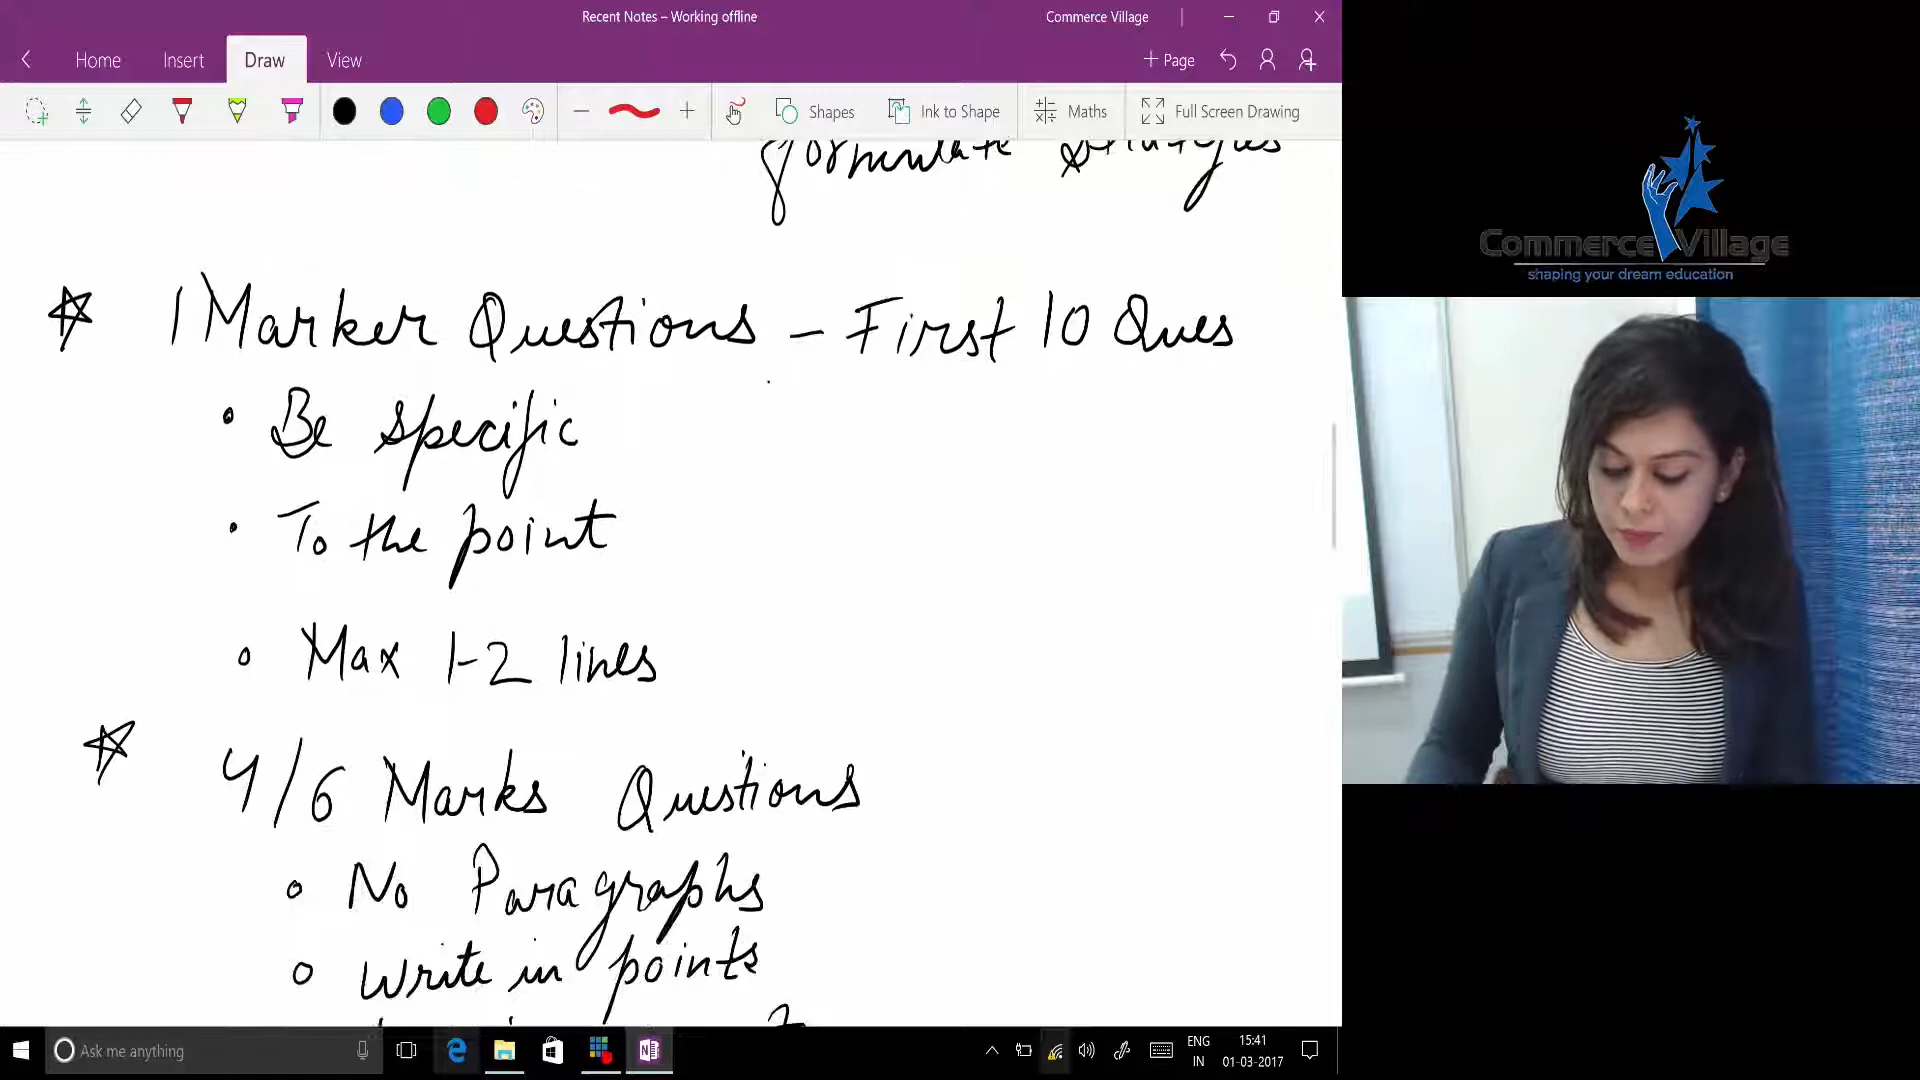 Recent Notes – Working offline
Commerce Village
Home Insert Draw View
Page
Shapes Ink to Shape Maths Full Screen Drawing
formulate strategies
1 Marker Questions – First 10 Ques
Be specific
To the point
Max 1-2 lines
4/6 Marks Questions
No Paragraphs
Write in points
Commerce Village
shaping your dream education
Ask me anything
ENG
IN
15:41
01-03-2017